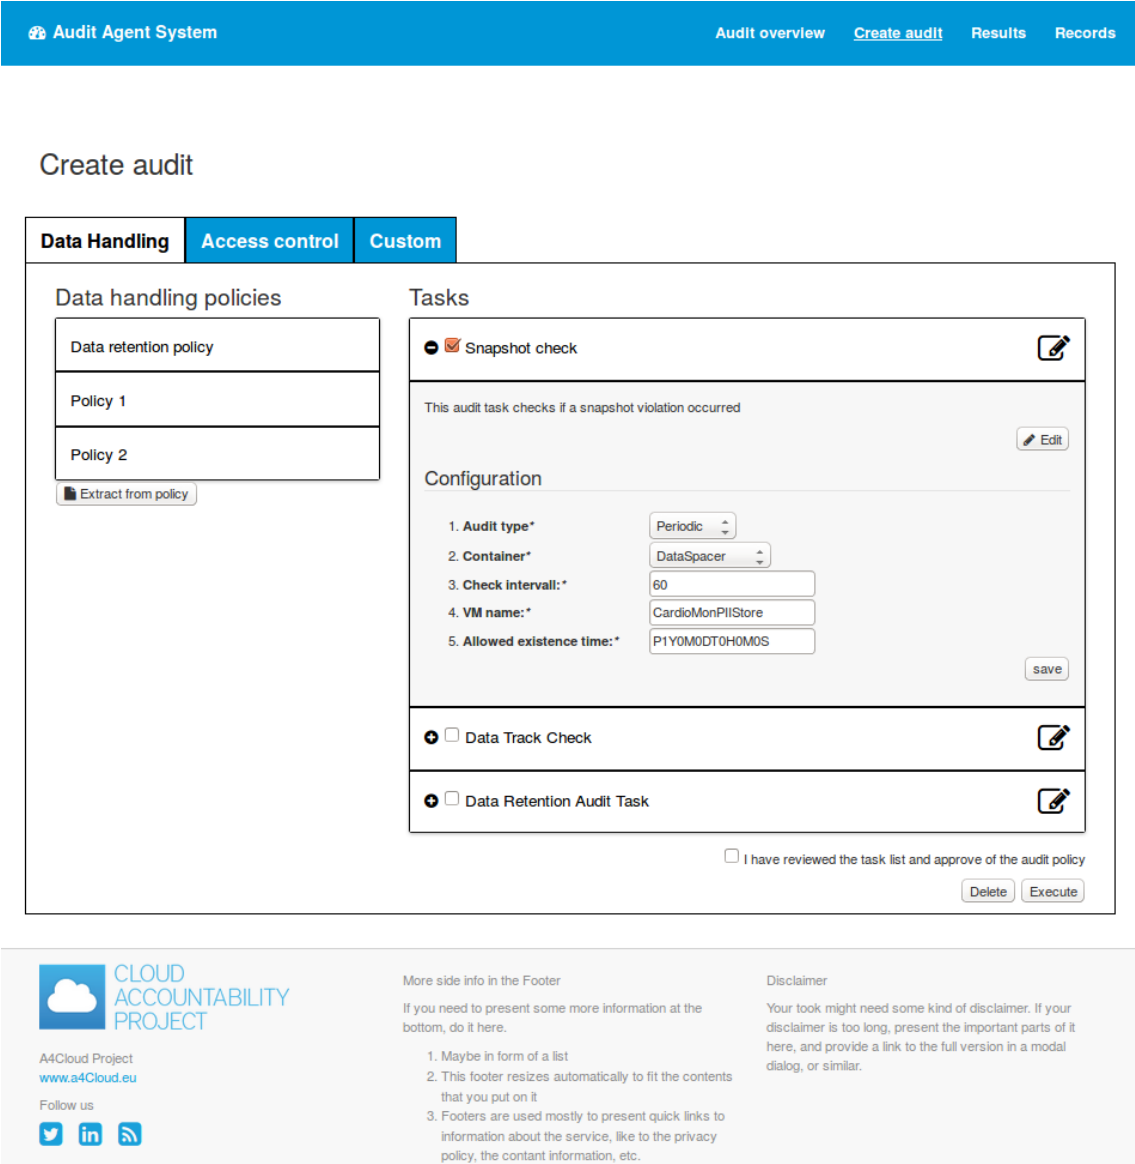 Audit Agent System
Audit overview Create audit Results Records
Create audit
Data Handling Access control Custom
Data handling policies
Data retention policy
Policy 1
Policy 2
Extract from policy
Tasks
Snapshot check
This audit task checks if a snapshot violation occurred
Edit
Configuration
1. Audit type* Periodic
2. Container* DataSpacer
3. Check intervall:* 60
4. VM name:* CardioMonPIIStore
5. Allowed existence time:* P1Y0M0DT0H0M0S
save
Data Track Check
Data Retention Audit Task
I have reviewed the task list and approve of the audit policy
Delete Execute
CLOUD
ACCOUNTABILITY
PROJECT
A4Cloud Project
www.a4Cloud.eu
Follow us
in
More side info in the Footer
If you need to present some more information at the
bottom, do it here.
1. Maybe in form of a list
2. This footer resizes automatically to fit the contents
that you put on it
3. Footers are used mostly to present quick links to
information about the service, like to the privacy
policy, the contant information, etc.
Disclaimer
Your took might need some kind of disclaimer. If your
disclaimer is too long, present the important parts of it
here, and provide a link to the full version in a modal
dialog, or similar.